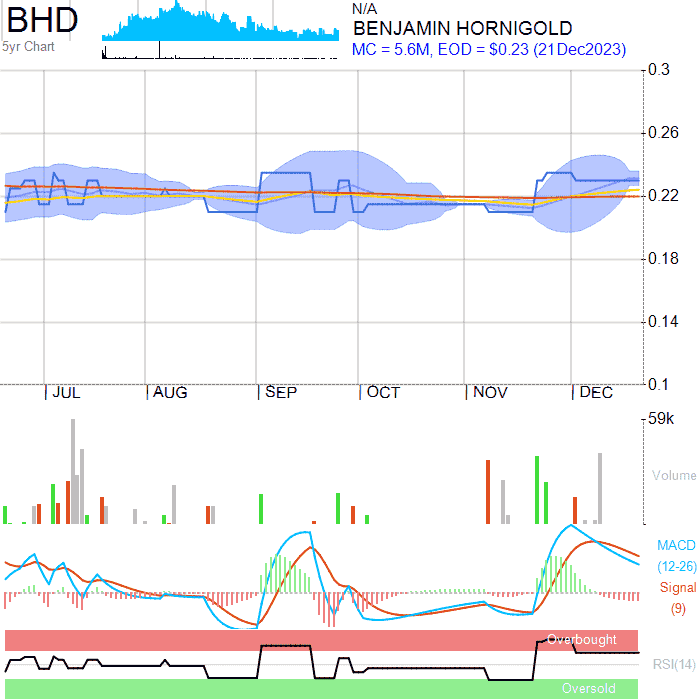 BHD
5yr Chart
N/A
BENJAMIN HORNIGOLD
MC = 5.6M, EOD = $0.23 (21Dec2023)
0.3
0.26
0.22
0.18
0.14
0.1
JUL AUG SEP OCT NOV DEC
59k
Volume
MACD
(12-26)
Signal
(9)
Overbought
RSI(14)
Oversold